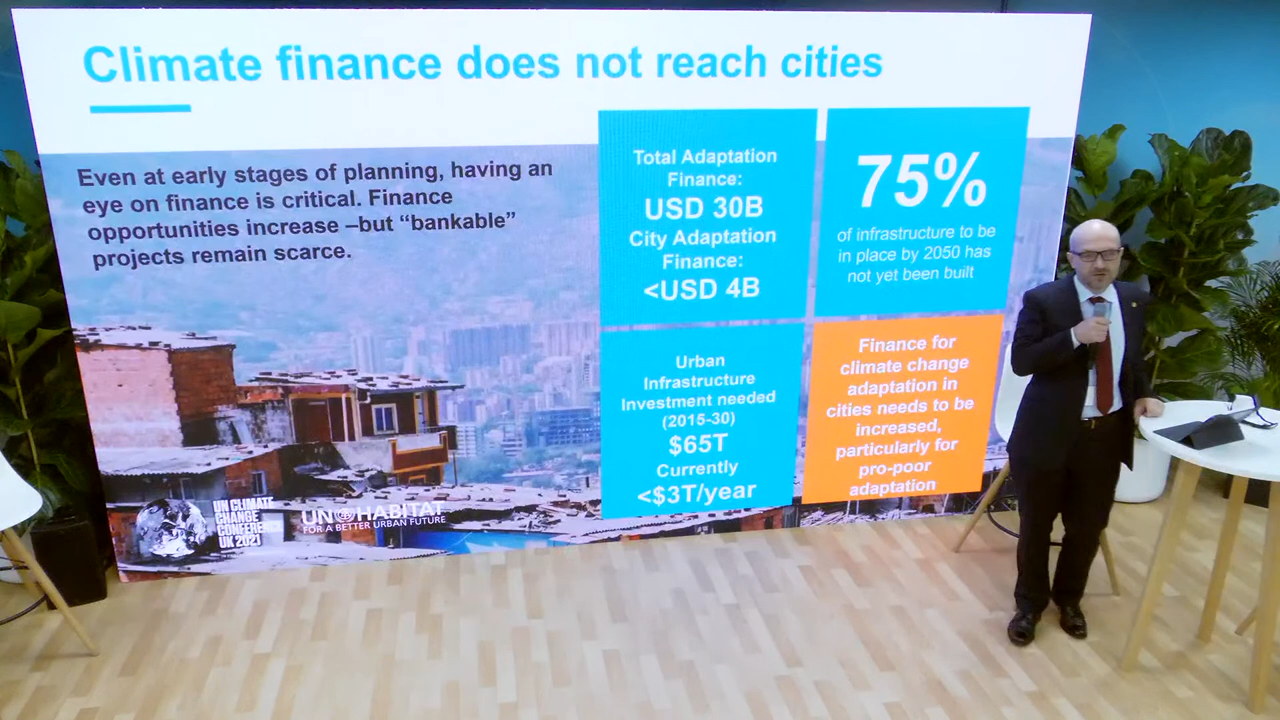 Climate finance does not reach cities
Even at early stages of planning, having an
eye on finance is critical. Finance
opportunities increase –but “bankable”
projects remain scarce.
Total Adaptation
Finance:
USD 30B
City Adaptation
Finance:
<USD 4B
75%
of infrastructure to be
in place by 2050 has
not yet been built
Urban
Infrastructure
Investment needed
(2015-30)
$65T
Currently
<$3T/year
Finance for
climate change
adaptation in
cities needs to be
increased,
particularly for
pro-poor
adaptation
UN CLIMATE
CHANGE
CONFERENCE
UK 2021
UN HABITAT
FOR A BETTER URBAN FUTURE